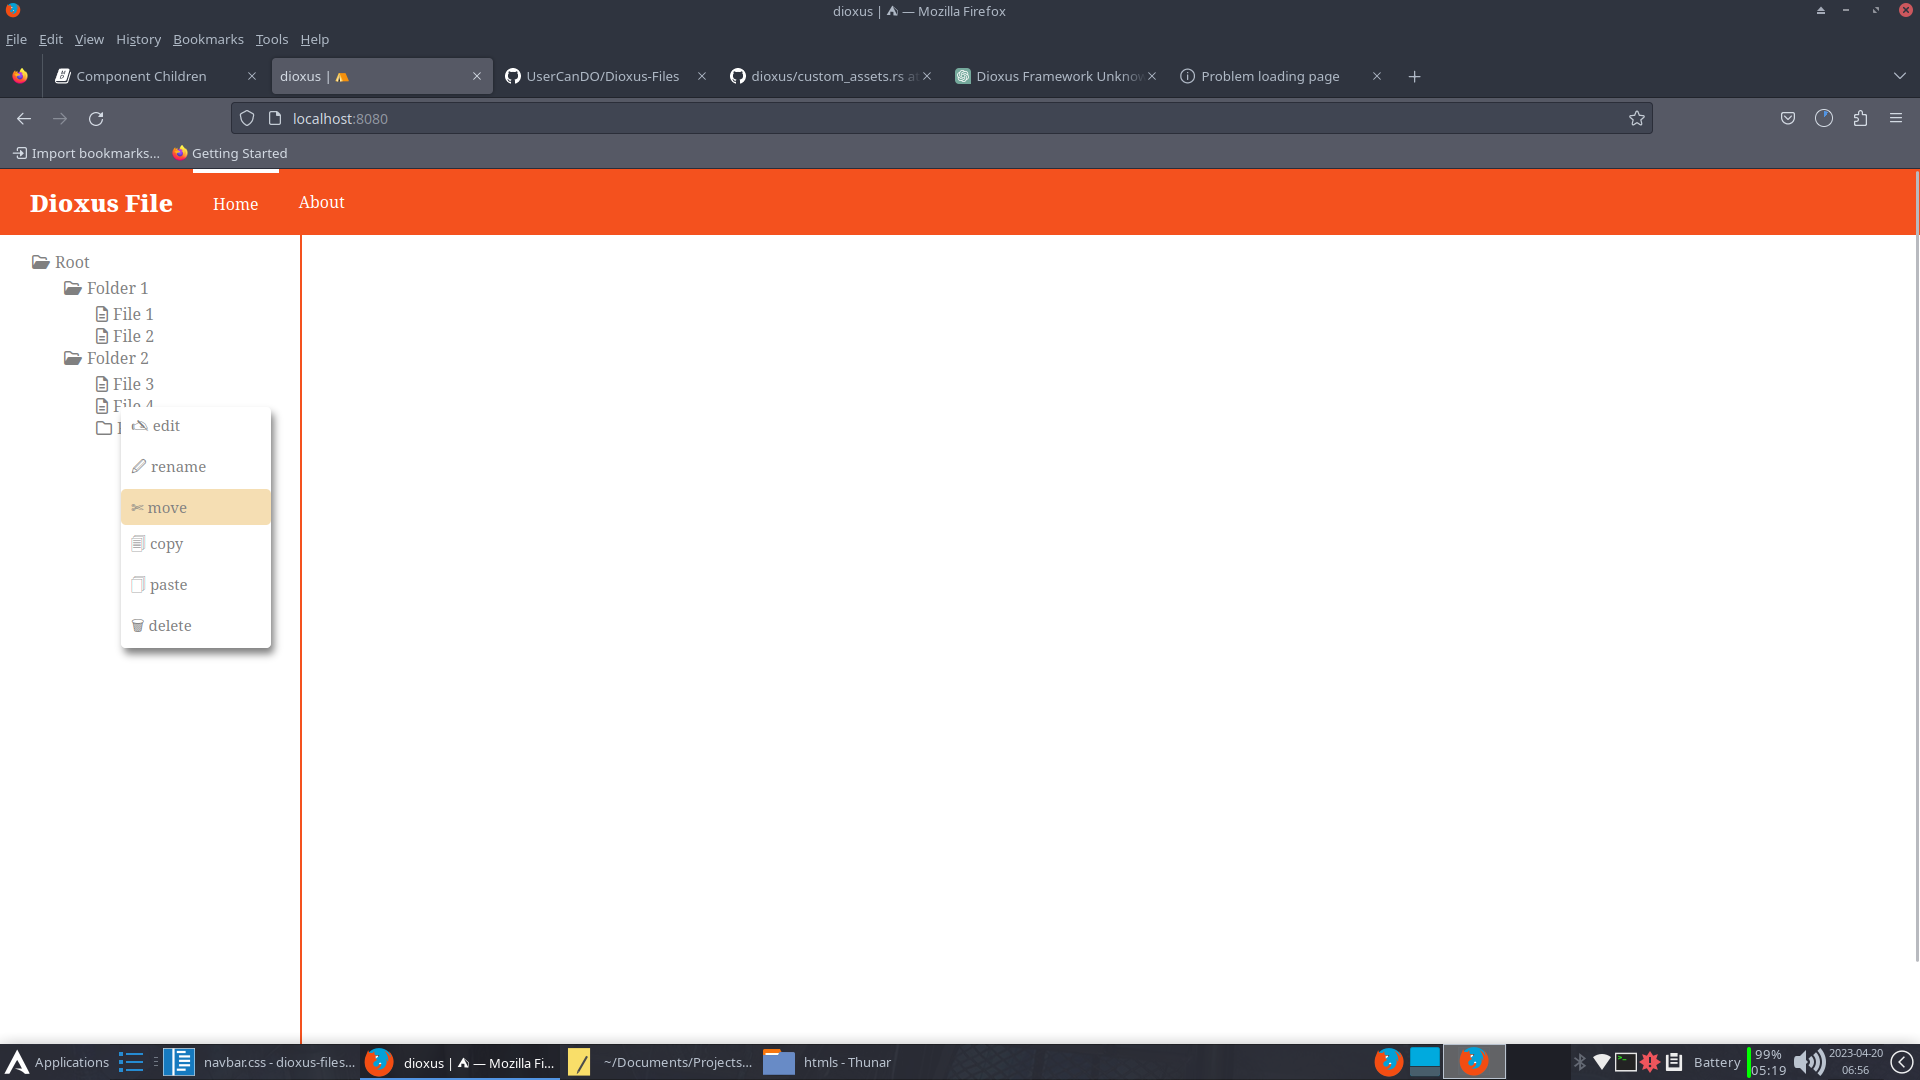 dioxus | — Mozilla Firefox
File Edit View History Bookmarks Tools Help
Component Children
dioxus |
UserCanDO/Dioxus-Files
dioxus/custom_assets.rs at
Dioxus Framework Unknow
Problem loading page
localhost:8080
Import bookmarks...
Getting Started
Dioxus File
Home
About
Root
Folder 1
File 1
File 2
Folder 2
File 3
File 4
edit
rename
move
copy
paste
delete
Applications
navbar.css - dioxus-files...
dioxus | — Mozilla Fi...
~/Documents/Projects...
htmls - Thunar
Battery
99%
05:19
2023-04-20
06:56